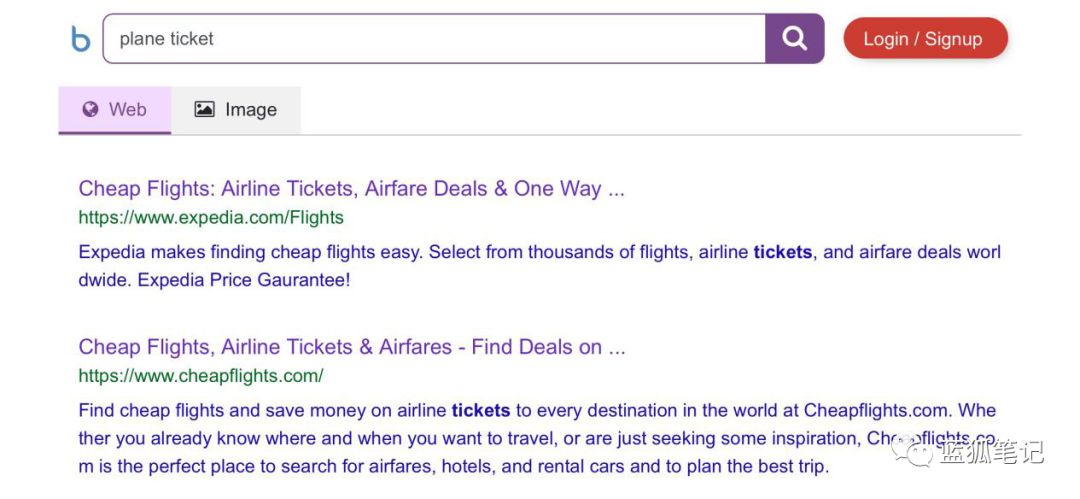 b
plane ticket
Login / Signup
Web
Image
Cheap Flights: Airline Tickets, Airfare Deals & One Way ...
https://www.expedia.com/Flights
Expedia makes finding cheap flights easy. Select from thousands of flights, airline tickets, and airfare deals worl
dwide. Expedia Price Gaurantee!
Cheap Flights, Airline Tickets & Airfares - Find Deals on ...
https://www.cheapflights.com/
Find cheap flights and save money on airline tickets to every destination in the world at Cheapflights.com. Whe
ther you already know where and when you want to travel, or are just seeking some inspiration, Cheapflights.co
m is the perfect place to search for airfares, hotels, and rental cars and to plan the best trip.
蓝狐笔记